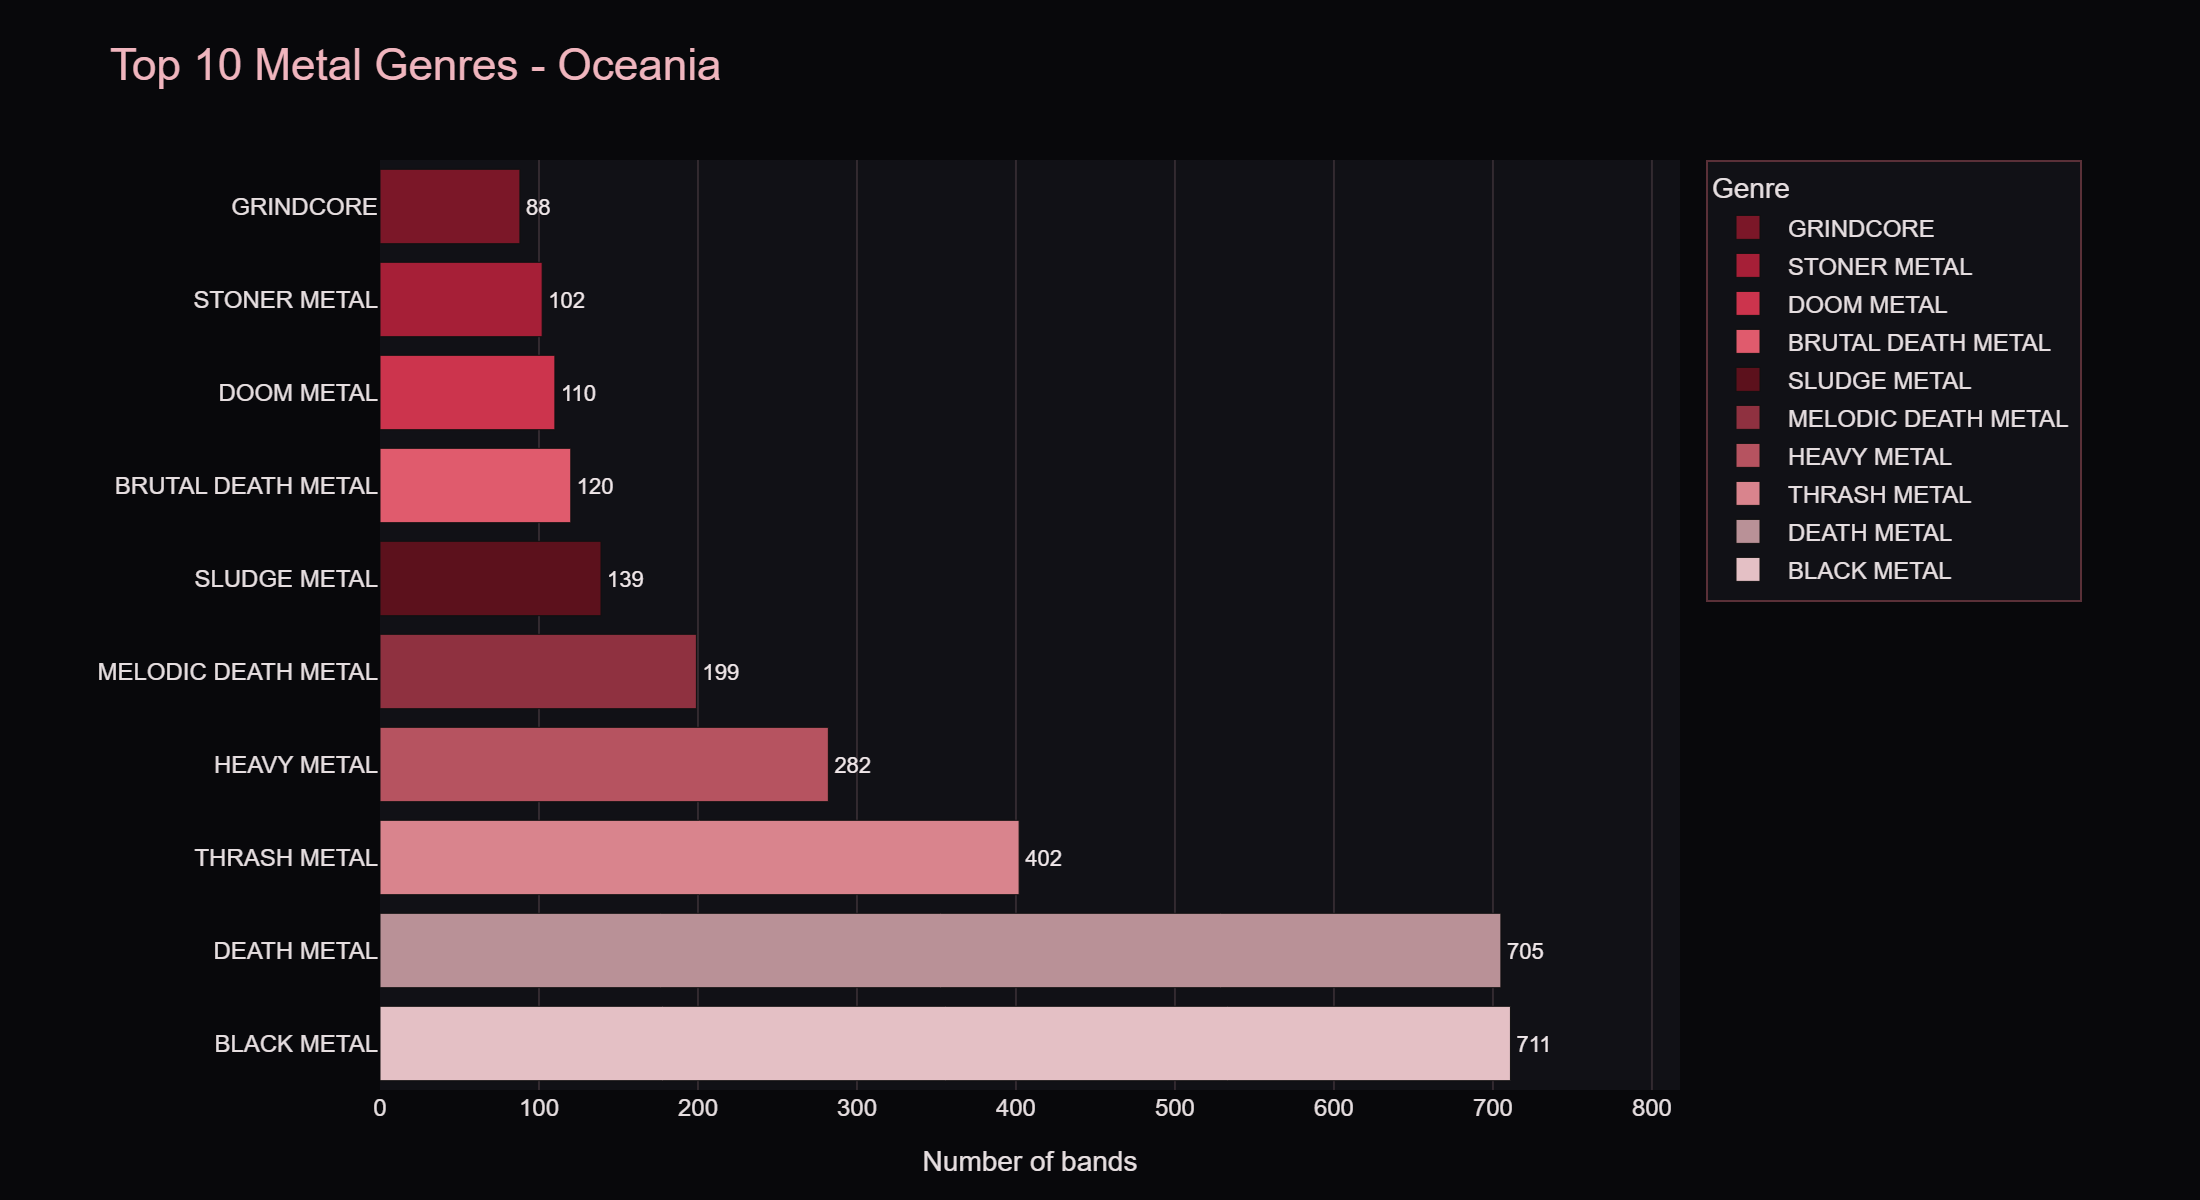 Top 10 Metal Genres - Oceania
GRINDCORE 88
STONER METAL 102
DOOM METAL 110
BRUTAL DEATH METAL 120
SLUDGE METAL 139
MELODIC DEATH METAL 199
HEAVY METAL 282
THRASH METAL 402
DEATH METAL 705
BLACK METAL 711
0 100 200 300 400 500 600 700 800
Number of bands
Genre
GRINDCORE
STONER METAL
DOOM METAL
BRUTAL DEATH METAL
SLUDGE METAL
MELODIC DEATH METAL
HEAVY METAL
THRASH METAL
DEATH METAL
BLACK METAL